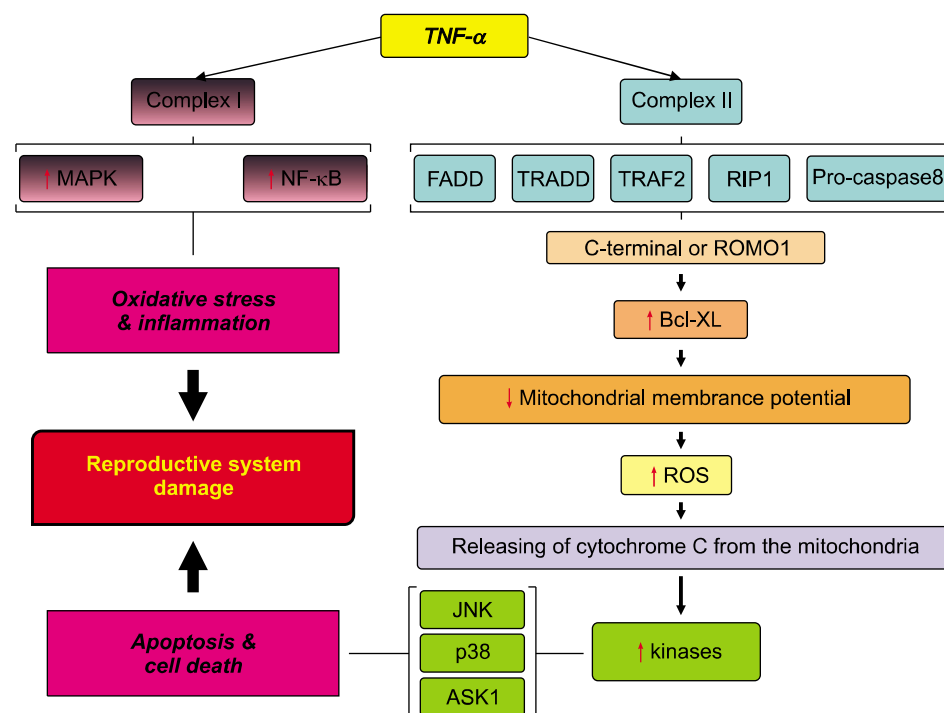 TNF-α
Complex I
Complex II
↑ MAPK
↑ NF-κB
FADD
TRADD
TRAF2
RIP1
Pro-caspase8
C-terminal or ROMO1
Oxidative stress
& inflammation
↑ Bcl-XL
↓ Mitochondrial membrance potential
Reproductive system
damage
↑ ROS
Releasing of cytochrome C from the mitochondria
Apoptosis &
cell death
JNK
p38
ASK1
↑ kinases